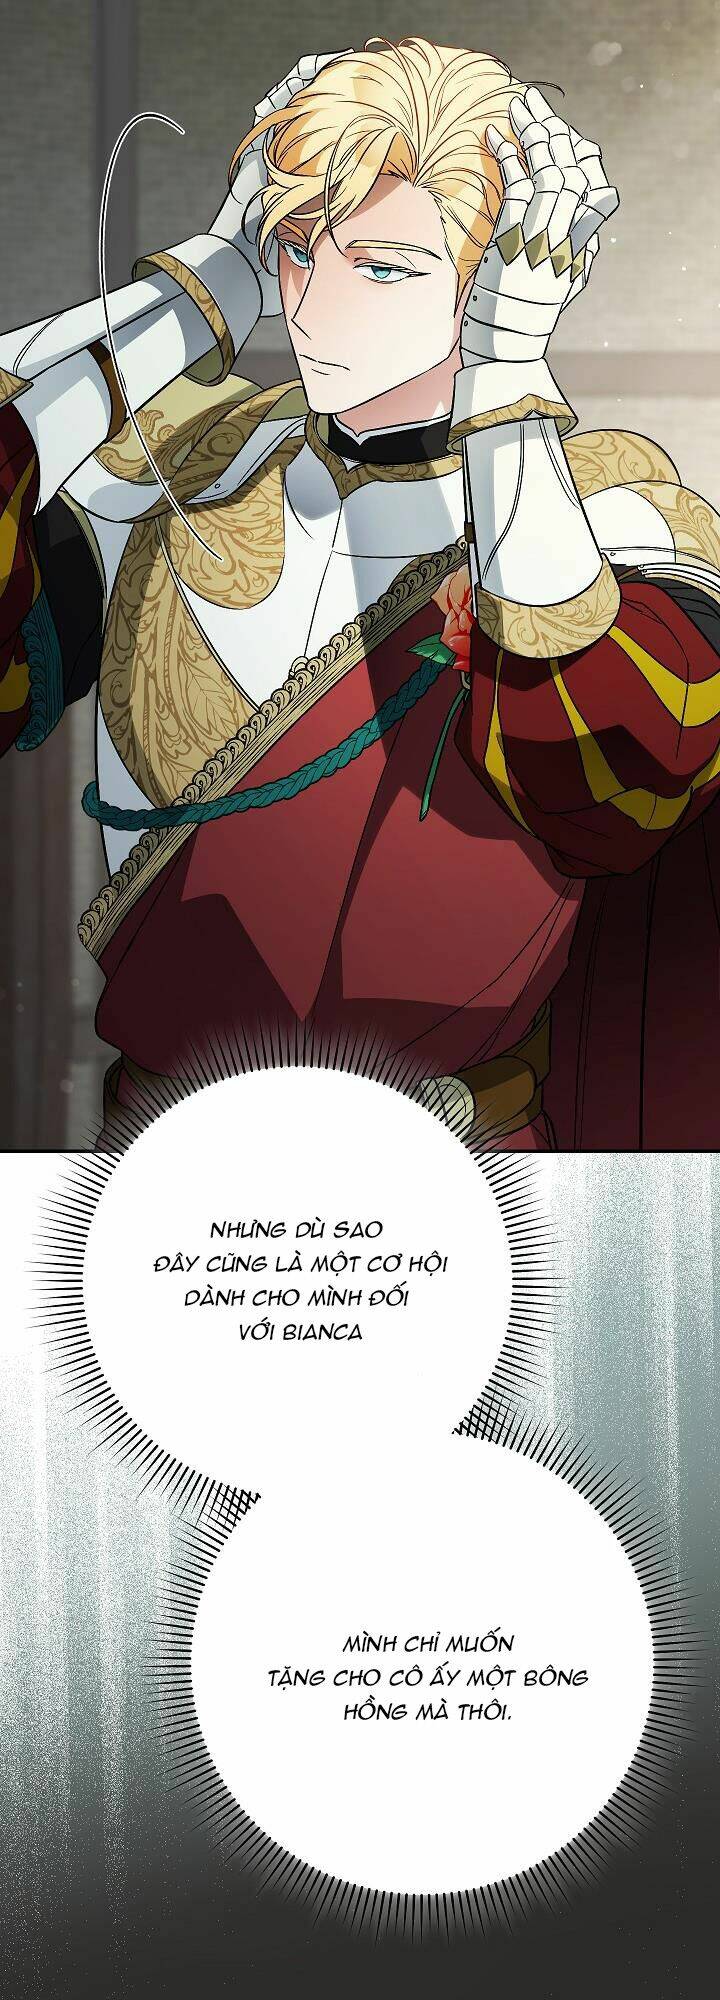 NHƯNG DÙ SAO
ĐÂY CŨNG LÀ MỘT CƠ HỘI
DÀNH CHO MÌNH ĐỐI
VỚI BIANCA
MÌNH CHỈ MUỐN
TẶNG CHO CÔ ẤY MỘT BÔNG
HỒNG MÀ THÔI.